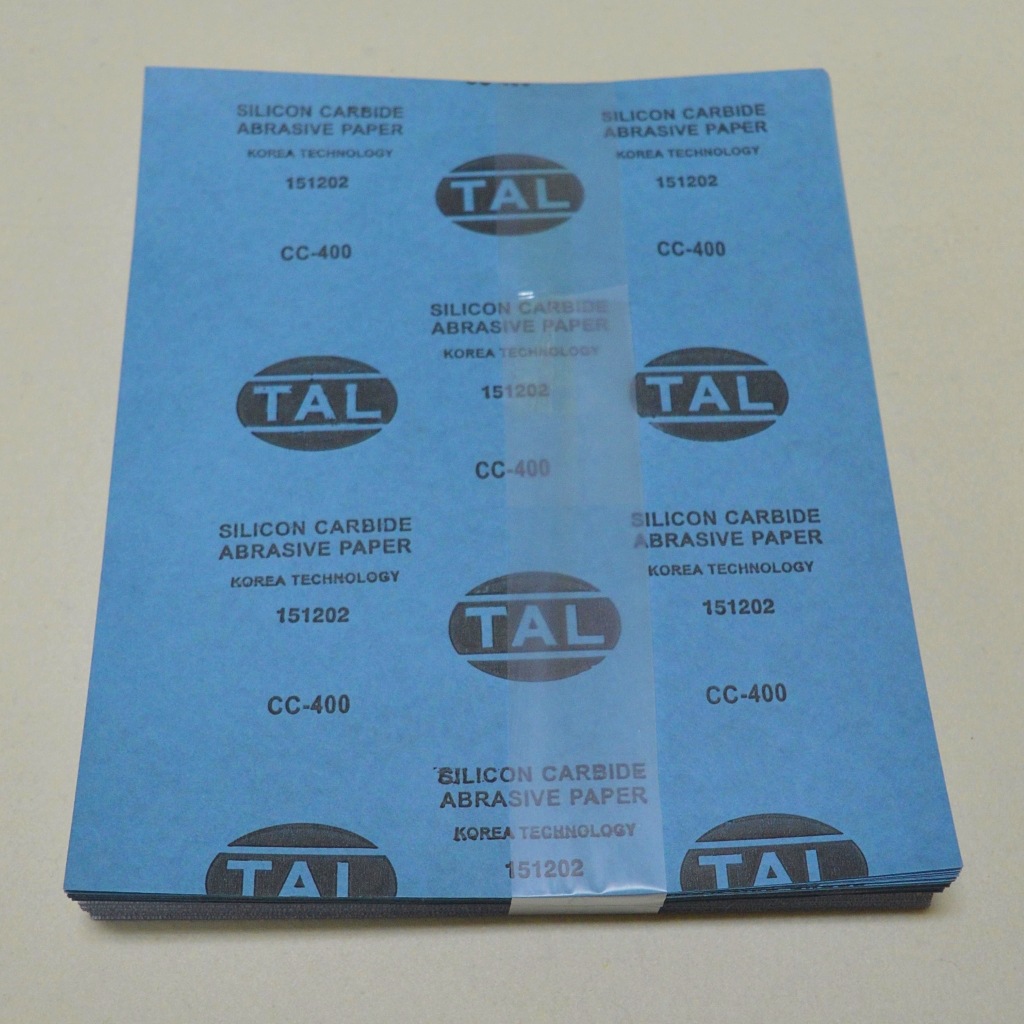 SILICON CARBIDE
ABRASIVE PAPER
KOREA TECHNOLOGY
151202
CC-400
TAL
SILICON CARBIDE
ABRASIVE PAPER
KOREA TECHNOLOGY
151202
CC-400
TAL
SILICON CARBIDE
ABRASIVE PAPER
KOREA TECHNOLOGY
151202
CC-400
TAL
SILICON CARBIDE
ABRASIVE PAPER
KOREA TECHNOLOGY
151202
CC-400
TAL
SILICON CARBIDE
ABRASIVE PAPER
KOREA TECHNOLOGY
151202
CC-400
TAL
SILICON CARBIDE
ABRASIVE PAPER
KOREA TECHNOLOGY
151202
TAL